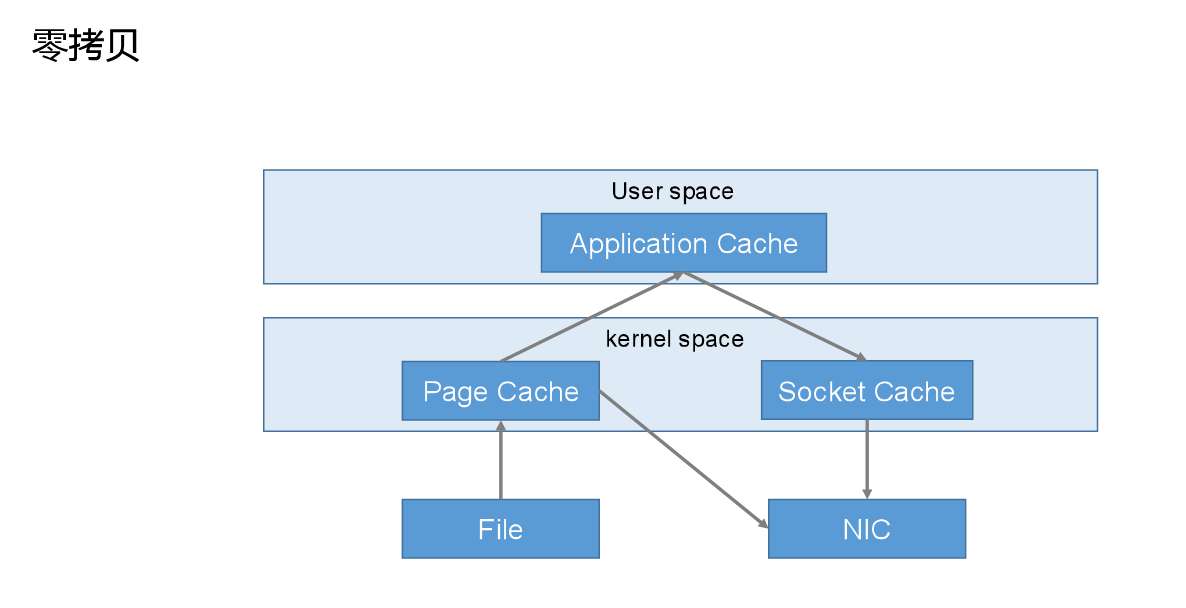 零拷贝
User space
Application Cache
kernel space
Page Cache
Socket Cache
File
NIC